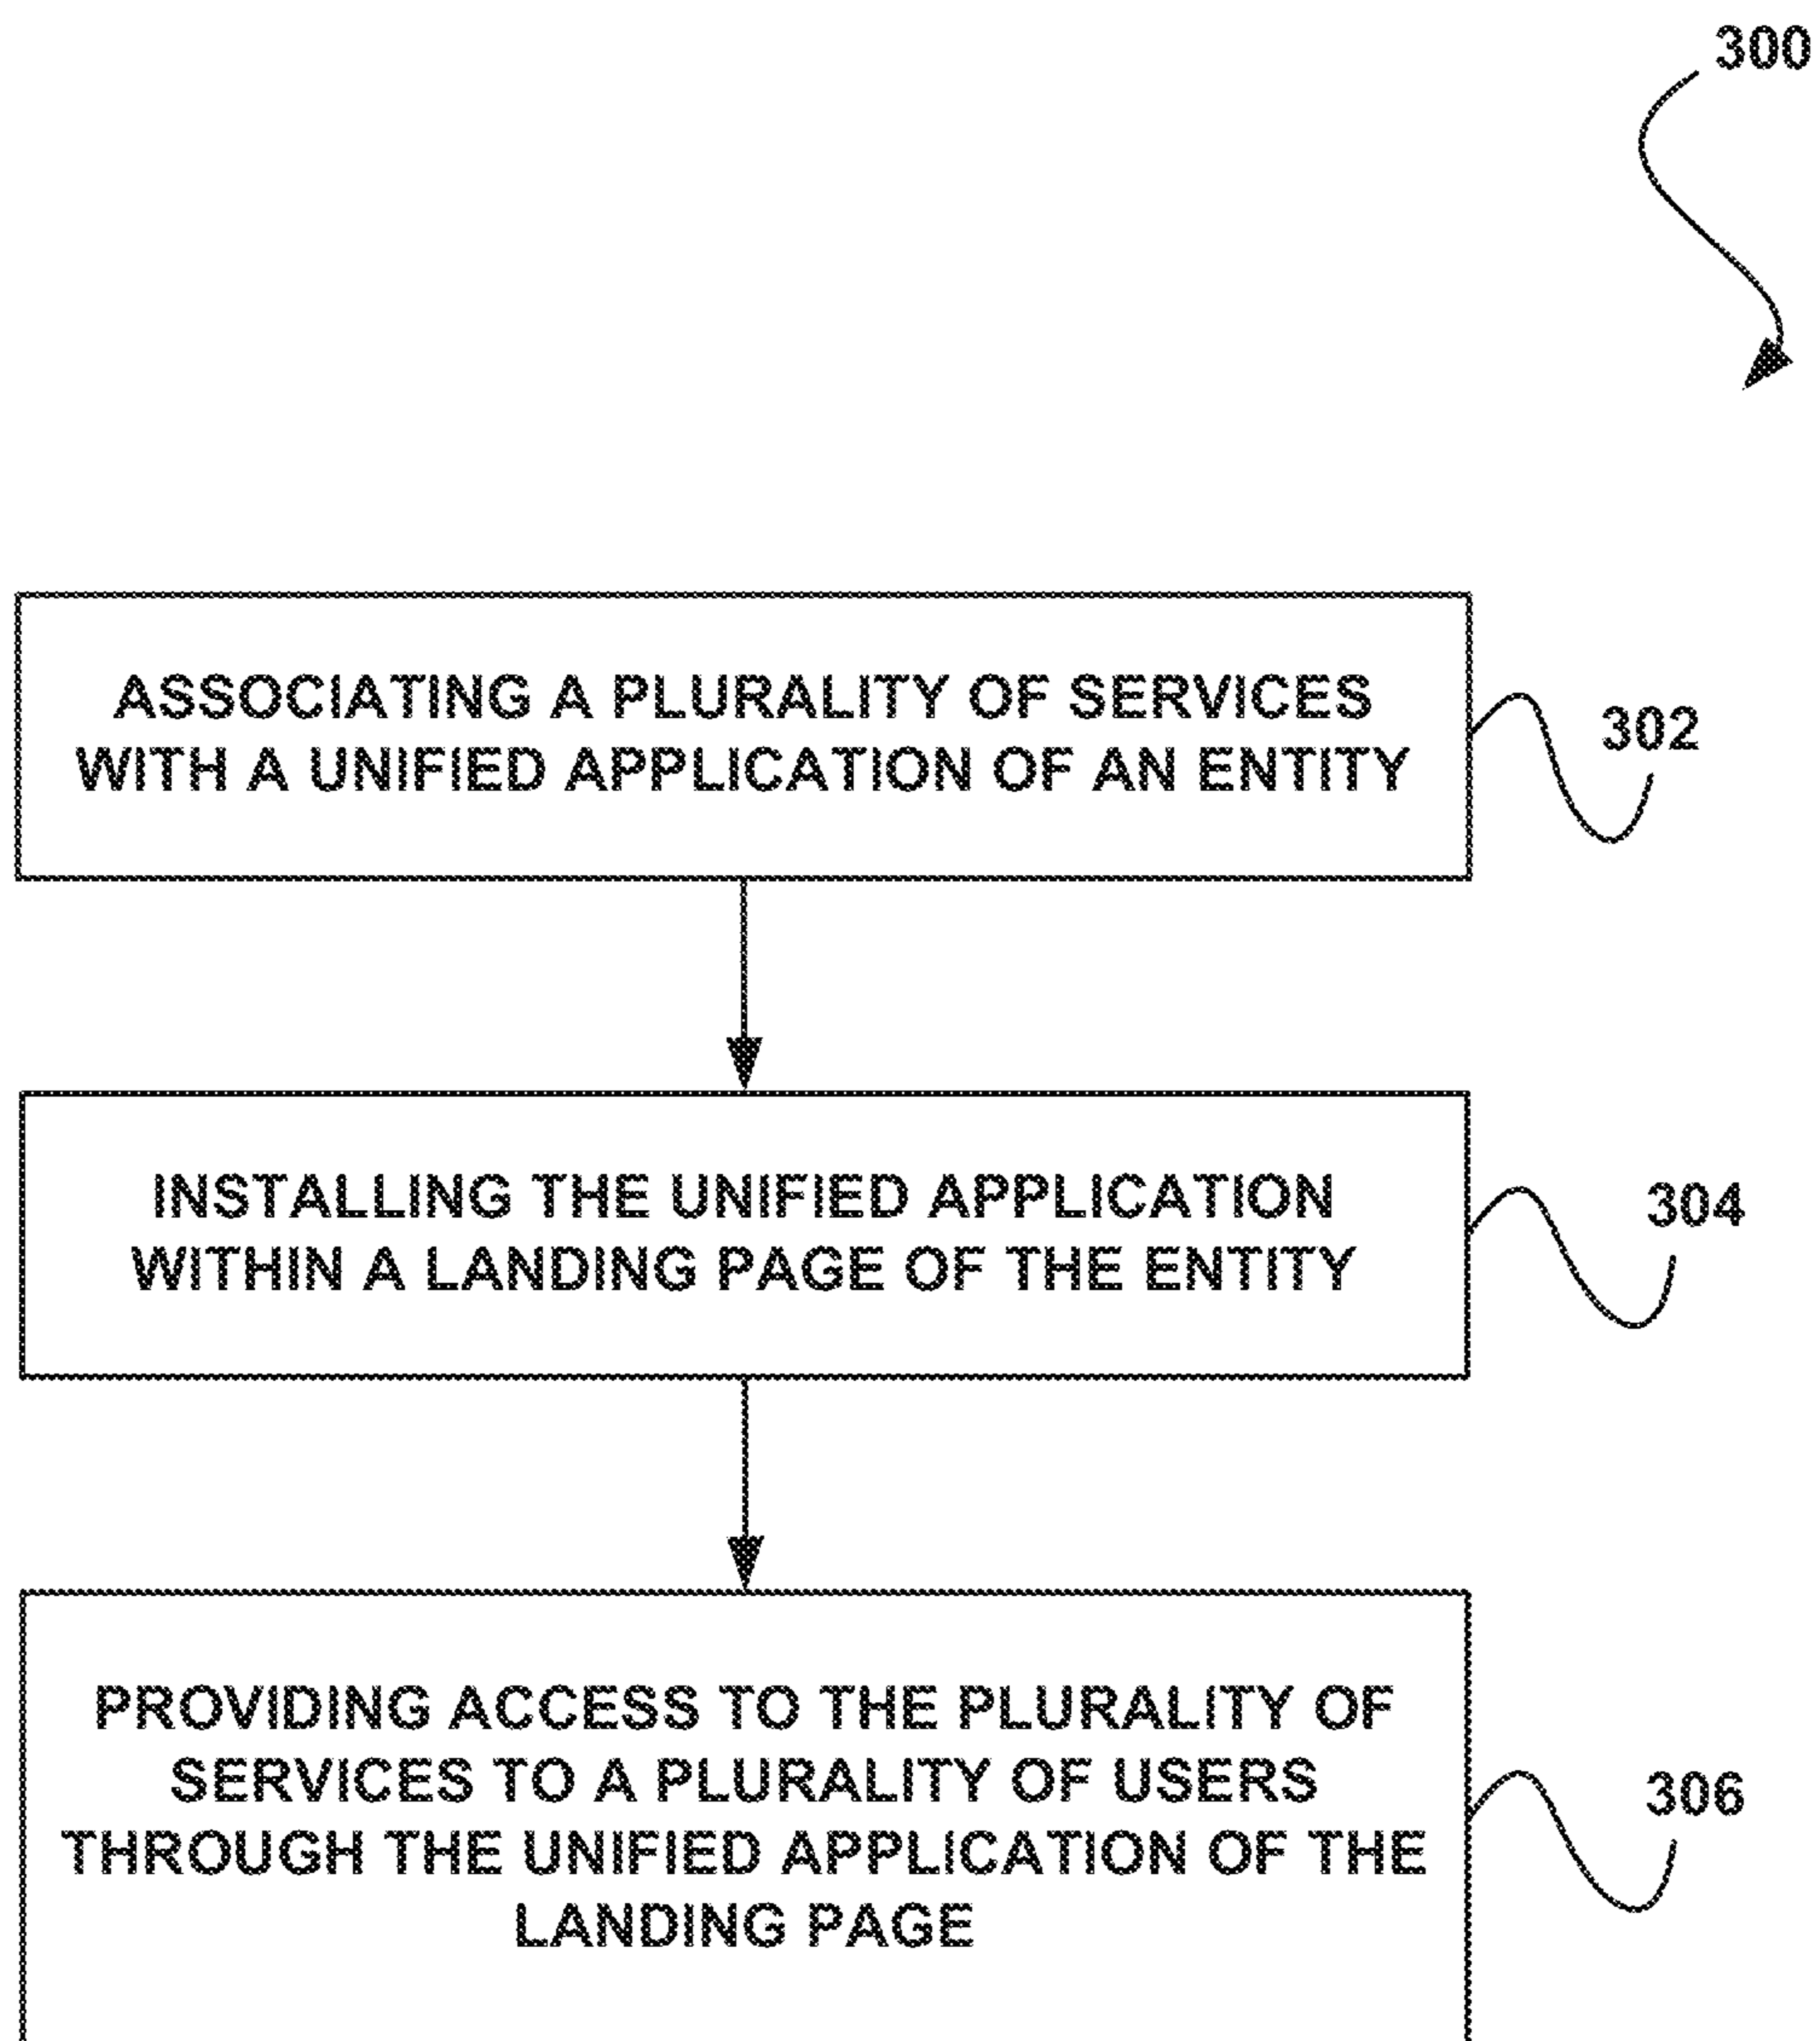 300
ASSOCIATING A PLURALITY OF SERVICES
WITH A UNIFIED APPLICATION OF AN ENTITY
302
INSTALLING THE UNIFIED APPLICATION
WITHIN A LANDING PAGE OF THE ENTITY
304
PROVIDING ACCESS TO THE PLURALITY OF
SERVICES TO A PLURALITY OF USERS
THROUGH THE UNIFIED APPLICATION OF THE
LANDING PAGE
306